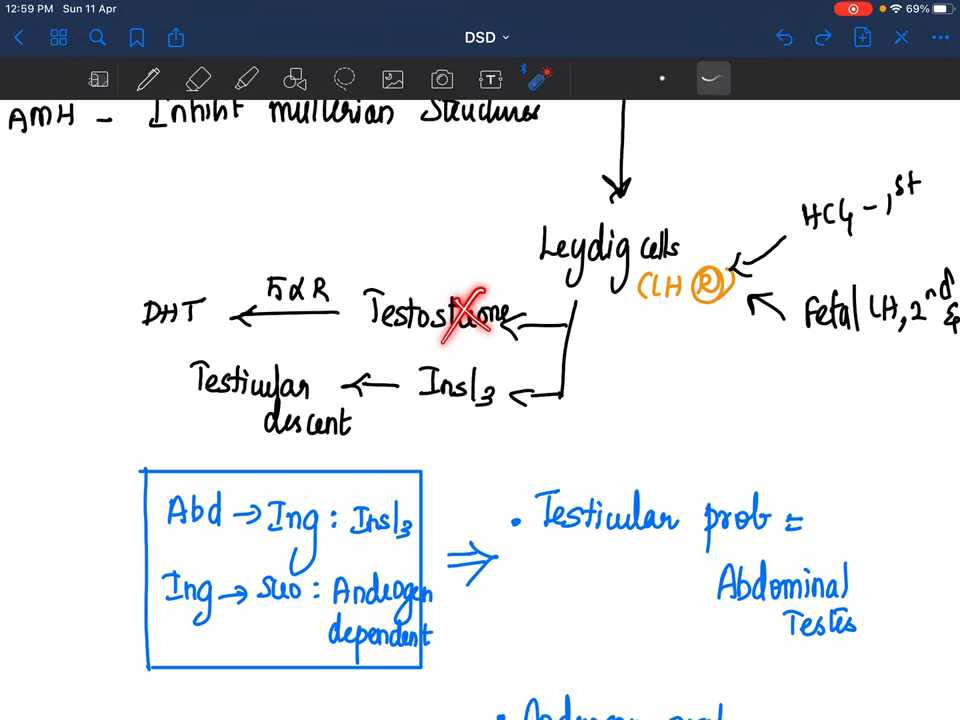 12:59 PM Sun 11 Apr
69%
DSD
T
AMH - Inhibit mullerian Structures
Leydig cells
(LH R)
HCG - 1st
Fetal LH, 2nd &
DHT ← 5αR Testosterone
Testicular descent ← Insl3
Abd → Ing : Insl3
Ing → Scro : Androgen
dependent
⇒
• Testicular prob =
Abdominal
Testes